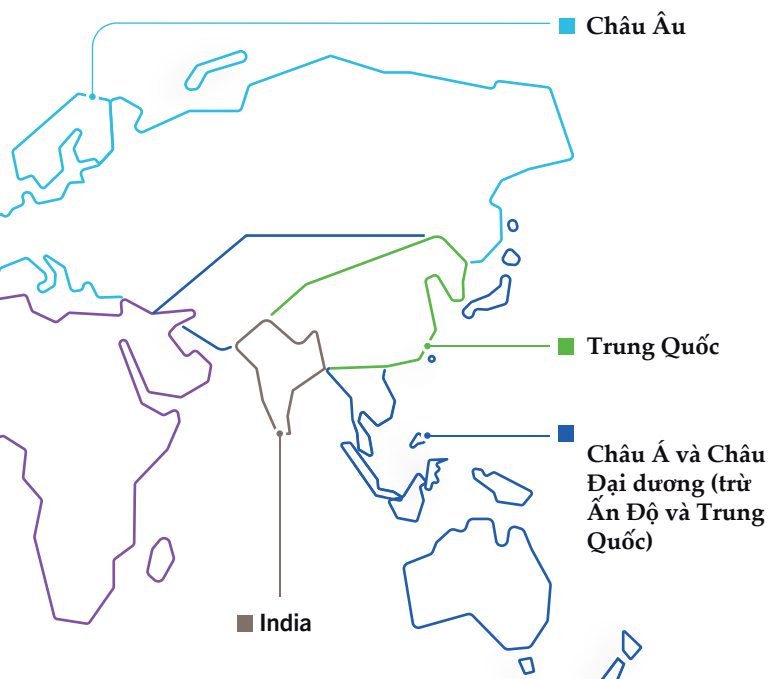 Châu Âu
Trung Quốc
Châu Á và Châu
Đại dương (trừ
Ấn Độ và Trung
Quốc)
India